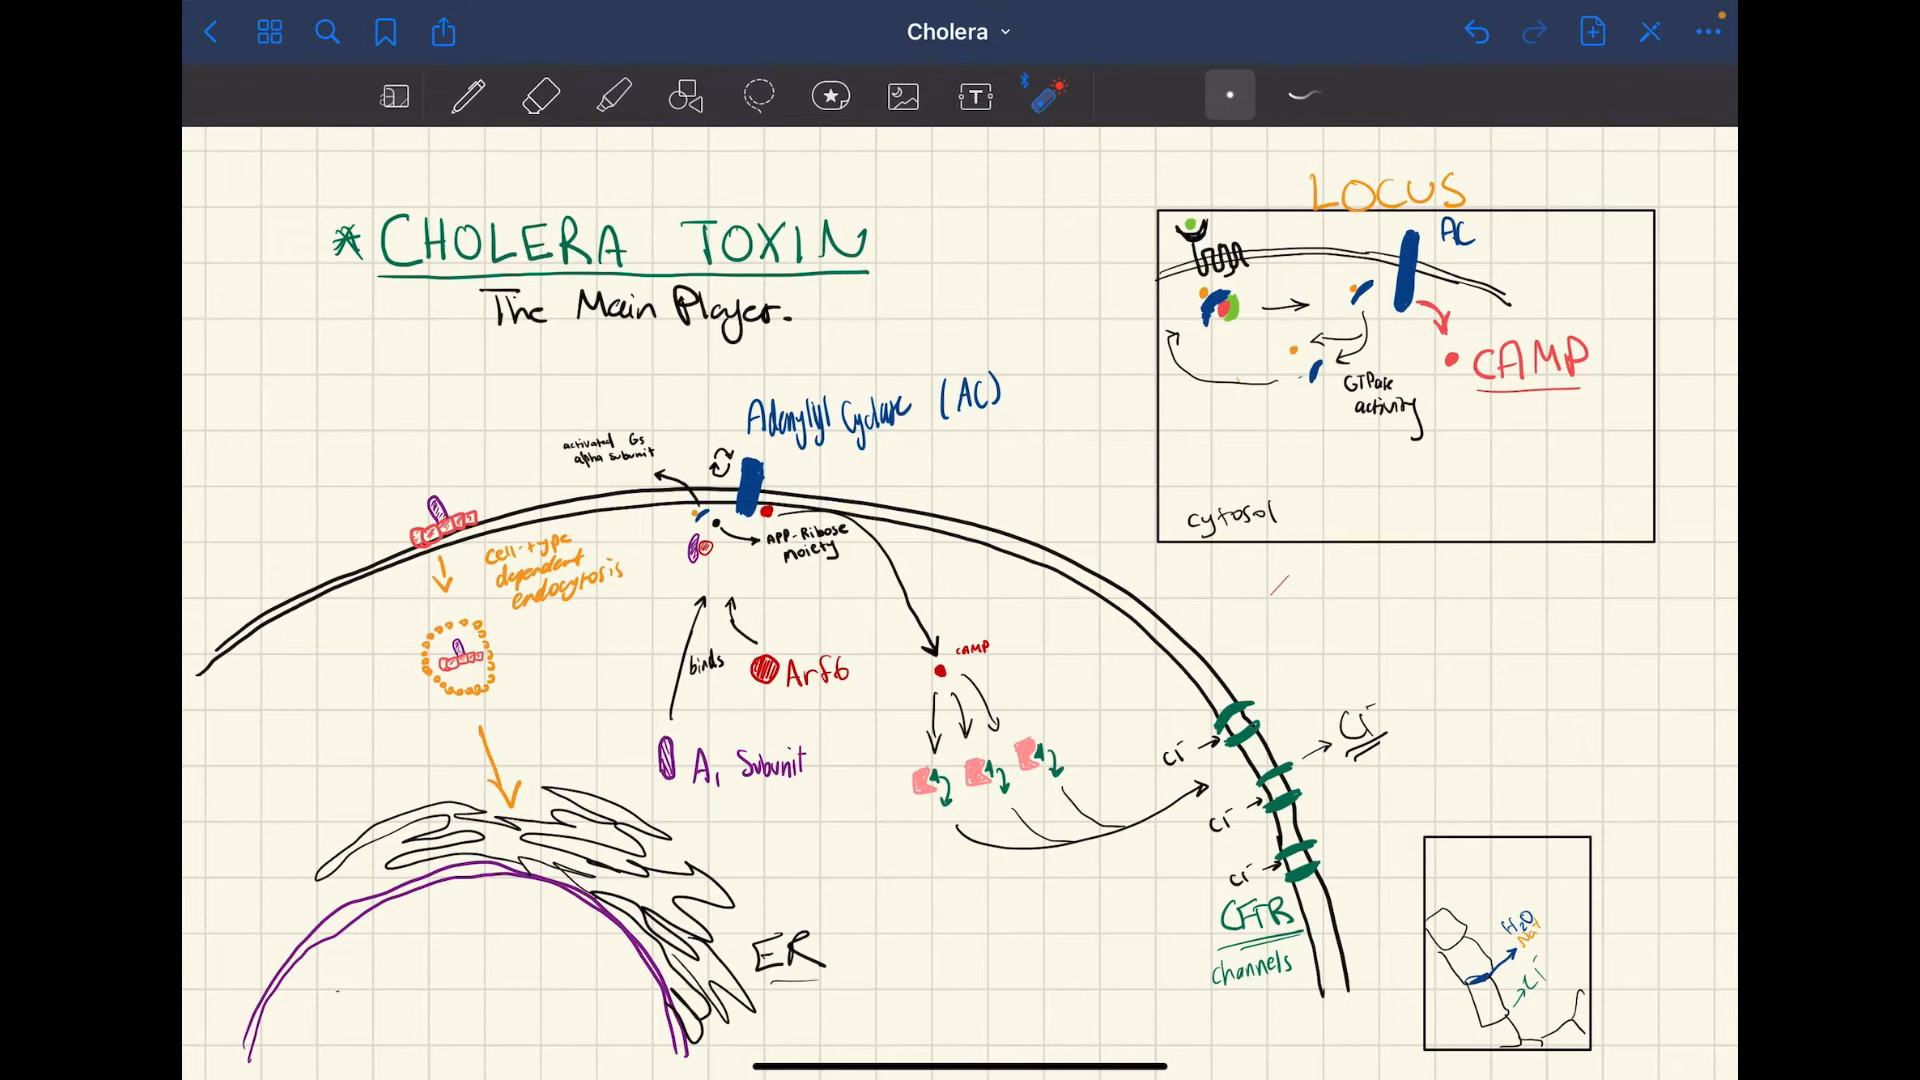 Cholera
T
LOCUS
* CHOLERA TOXIN
The Main Player.
AC
cAMP
GTPase
activity
cytosol
Adenylyl Cyclase (AC)
activated Gs
alpha subunit
cell-type
dependent
endocytosis
APP-Ribose
moiety
binds
Arf6
cAMP
A1 Subunit
Cl-
Cl-
Cl-
Cl-
CFTR
channels
ER
H2O
Na+
Cl-